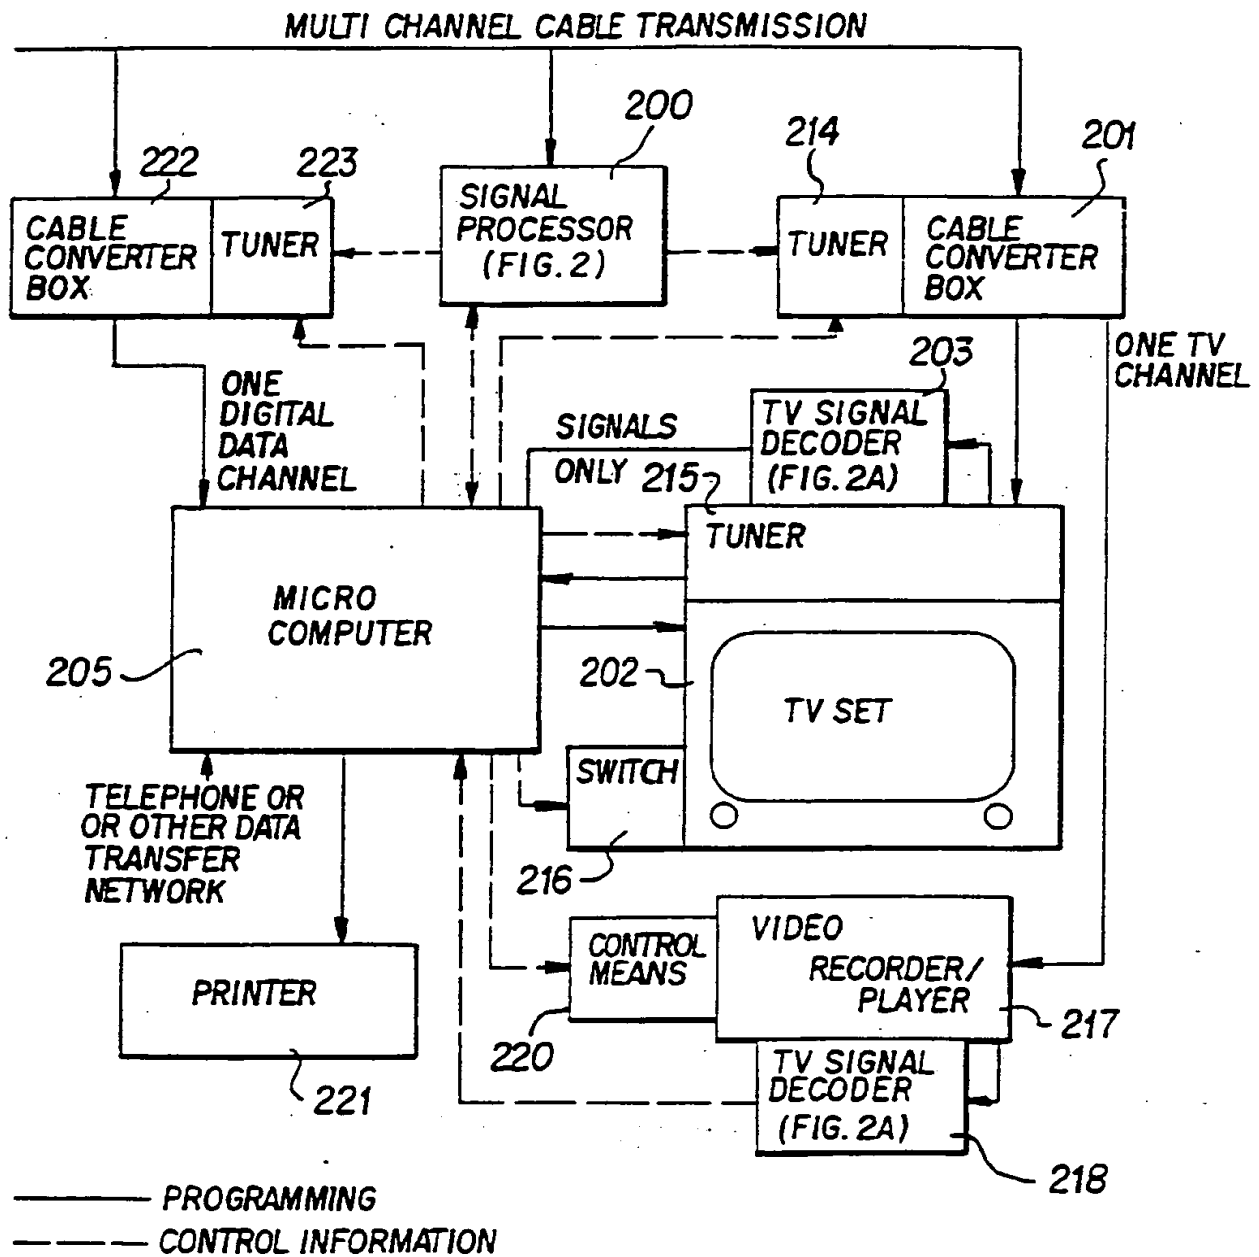 MULTI CHANNEL CABLE TRANSMISSION
200
214
201
222
223
CABLE
CONVERTER
BOX
TUNER
SIGNAL
PROCESSOR
(FIG. 2)
TUNER
CABLE
CONVERTER
BOX
ONE TV
CHANNEL
203
ONE
DIGITAL
DATA
CHANNEL
SIGNALS
ONLY
TV SIGNAL
DECODER
(FIG. 2A)
215
TUNER
MICRO
COMPUTER
205
202
TV SET
SWITCH
216
TELEPHONE OR
OR OTHER DATA
TRANSFER
NETWORK
CONTROL
MEANS
220
VIDEO
RECORDER/
PLAYER
217
PRINTER
221
TV SIGNAL
DECODER
(FIG. 2A)
218
PROGRAMMING
CONTROL INFORMATION